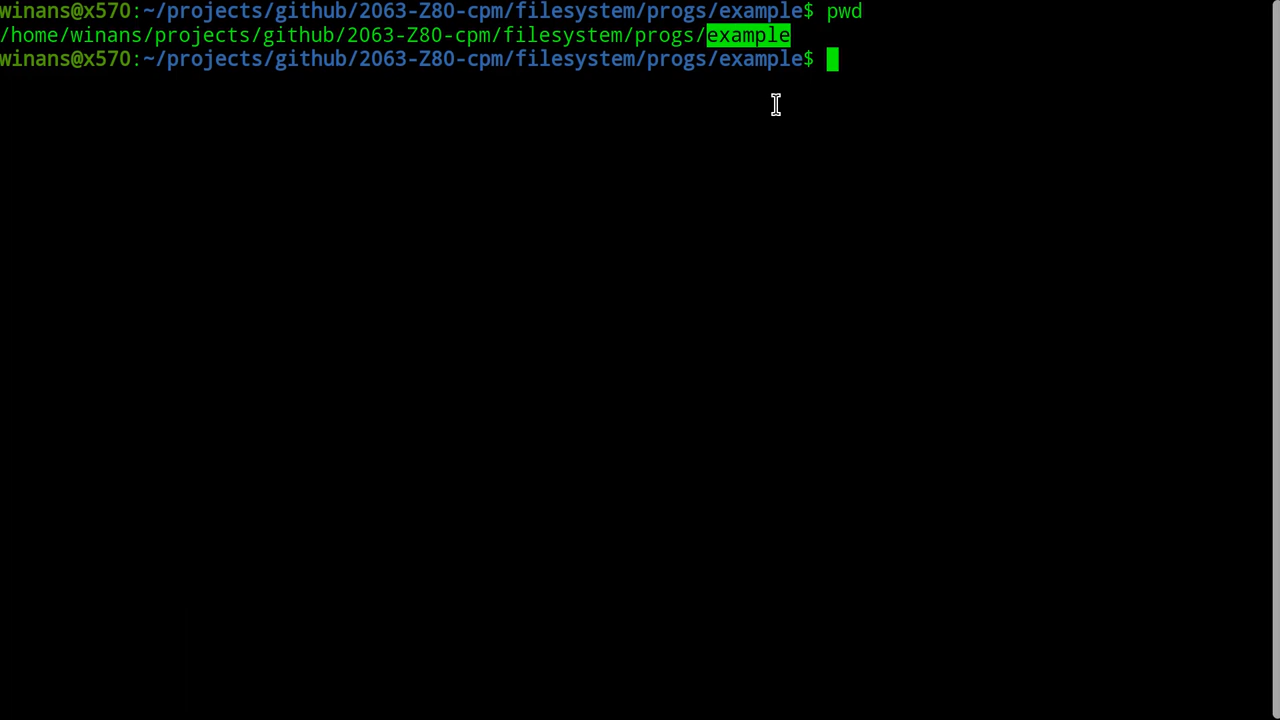 winans@x570:~/projects/github/2063-Z80-cpm/filesystem/progs/example$ pwd
/home/winans/projects/github/2063-Z80-cpm/filesystem/progs/example
winans@x570:~/projects/github/2063-Z80-cpm/filesystem/progs/example$